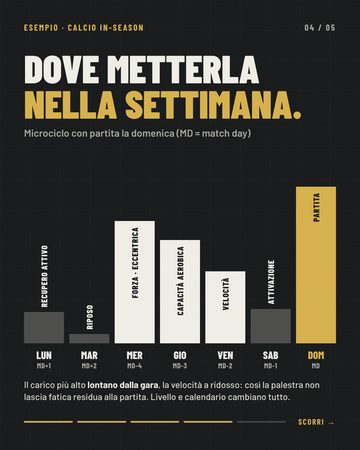 ESEMPIO · CALCIO IN-SEASON
04 / 05
DOVE METTERLA
NELLA SETTIMANA.
Microciclo con partita la domenica (MD = match day)
RECUPERO ATTIVO
RIPOSO
FORZA · ECCENTRICA
CAPACITÀ AEROBICA
VELOCITÀ
ATTIVAZIONE
PARTITA
LUN
MAR
MER
GIO
VEN
SAB
DOM
MD+1
MD+2
MD-4
MD-3
MD-2
MD-1
MD
Il carico più alto lontano dalla gara, la velocità a ridosso: così la palestra non
lascia fatica residua alla partita. Livello e calendario cambiano tutto.
SCORRI →